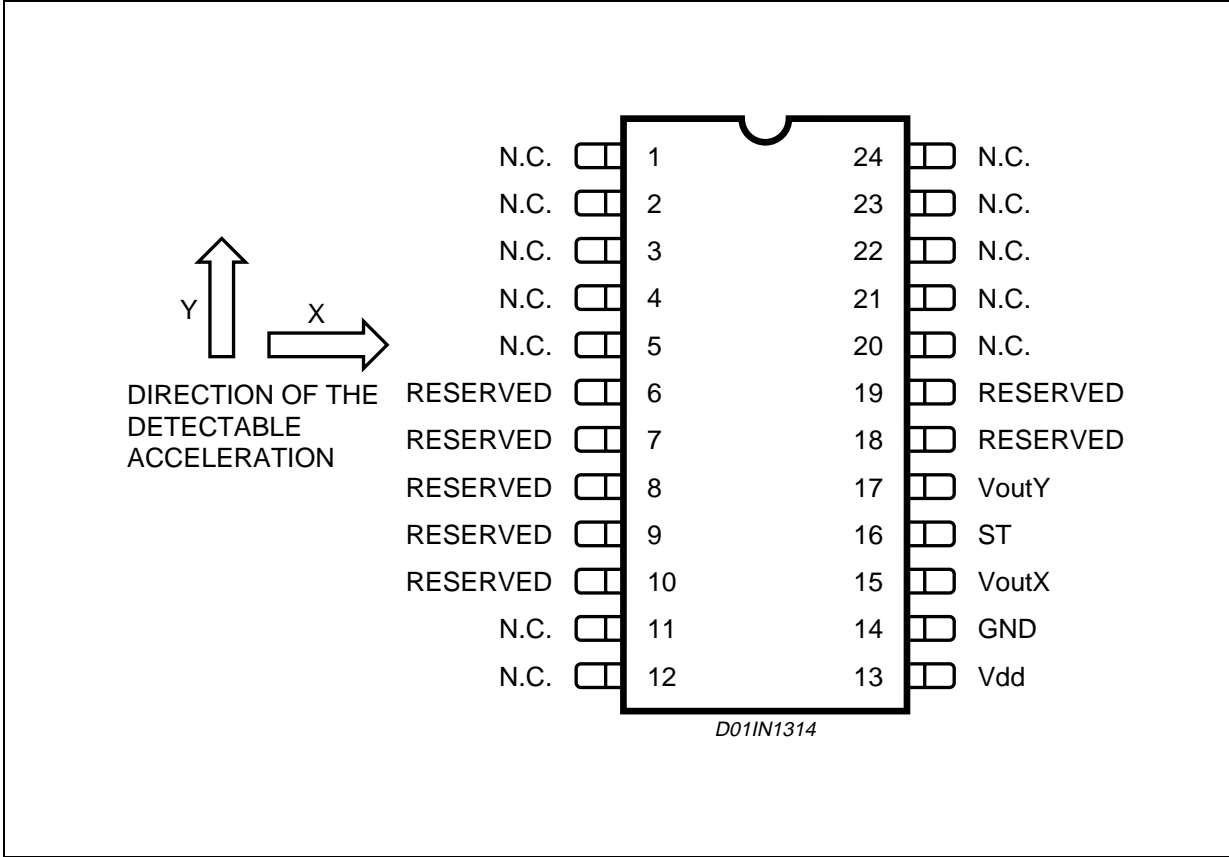 N.C. 1 24 N.C.
N.C. 2 23 N.C.
N.C. 3 22 N.C.
N.C. 4 21 N.C.
N.C. 5 20 N.C.
RESERVED 6 19 RESERVED
RESERVED 7 18 RESERVED
RESERVED 8 17 VoutY
RESERVED 9 16 ST
RESERVED 10 15 VoutX
N.C. 11 14 GND
N.C. 12 13 Vdd
Y
X
DIRECTION OF THE
DETECTABLE
ACCELERATION
D01IN1314